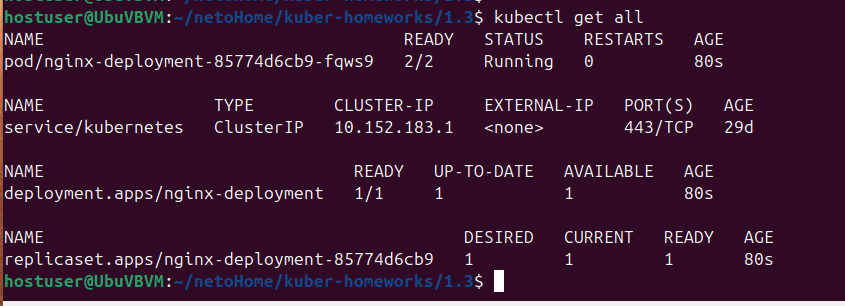 hostuser@UbuVBVM:~/netoHome/kuber-homeworks/1.3$ kubectl get all
NAME READY STATUS RESTARTS AGE
pod/nginx-deployment-85774d6cb9-fqws9 2/2 Running 0 80s
NAME TYPE CLUSTER-IP EXTERNAL-IP PORT(S) AGE
service/kubernetes ClusterIP 10.152.183.1 <none> 443/TCP 29d
NAME READY UP-TO-DATE AVAILABLE AGE
deployment.apps/nginx-deployment 1/1 1 1 80s
NAME DESIRED CURRENT READY AGE
replicaset.apps/nginx-deployment-85774d6cb9 1 1 1 80s
hostuser@UbuVBVM:~/netoHome/kuber-homeworks/1.3$